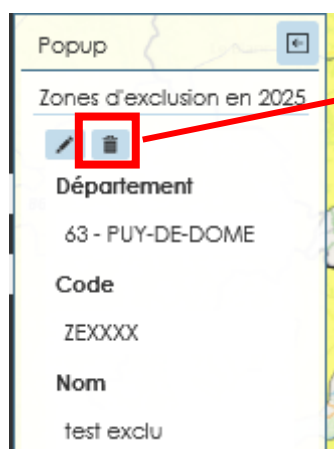 Popup
Zones d'exclusion en 2025
Département
63 - PUY-DE-DOME
Code
ZEXXXX
Nom
test exclu